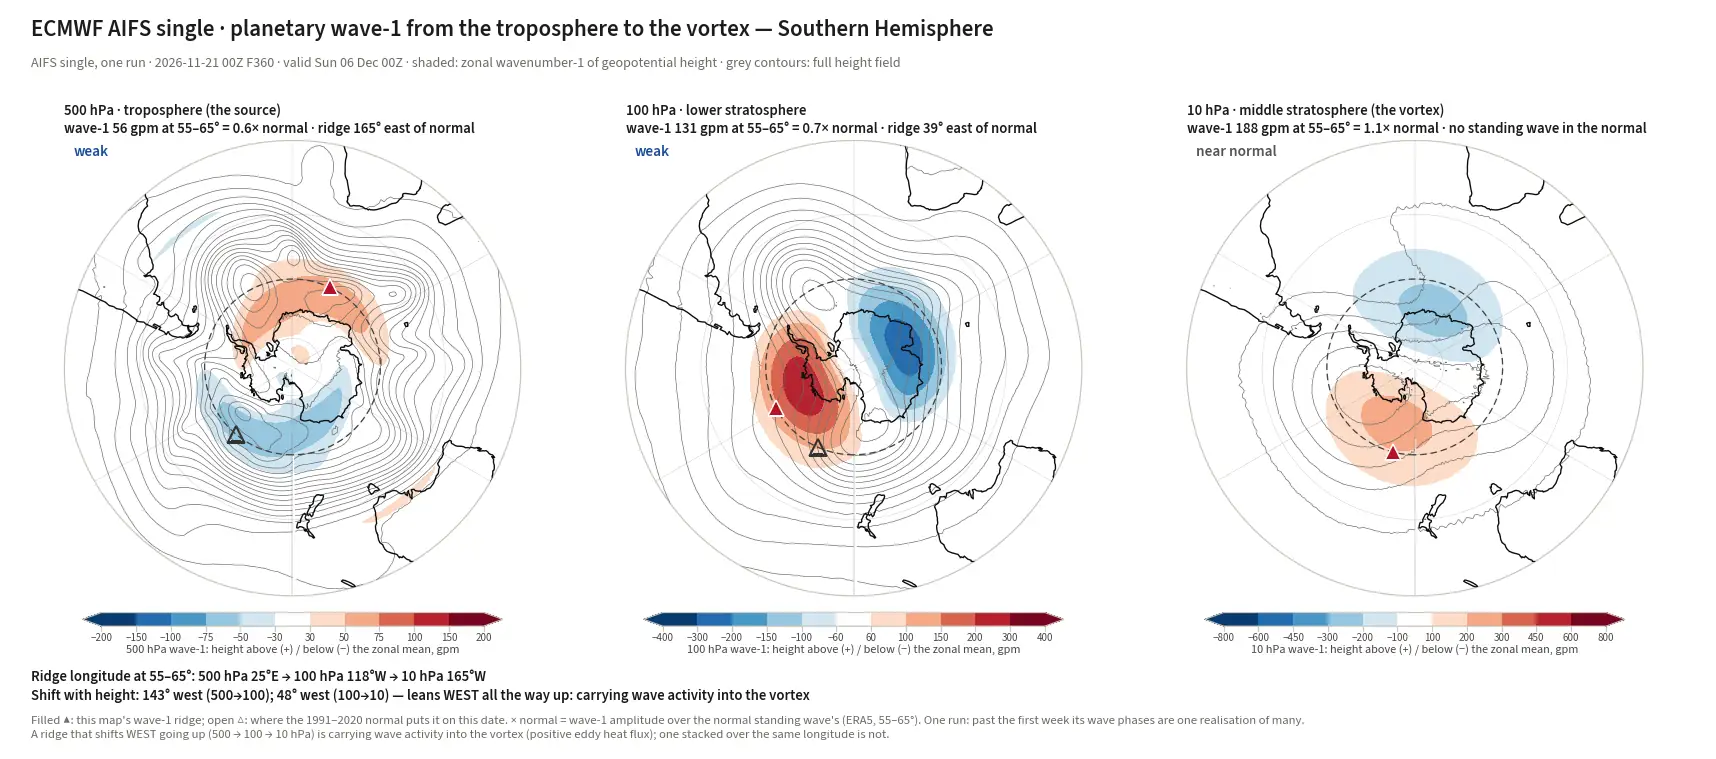 ECMWF AIFS single · planetary wave-1 from the troposphere to the vortex — Southern Hemisphere
AIFS single, one run · 2026-11-21 00Z F360 · valid Sun 06 Dec 00Z · shaded: zonal wavenumber-1 of geopotential height · grey contours: full height field
500 hPa · troposphere (the source)
wave-1 56 gpm at 55–65° = 0.6× normal · ridge 165° east of normal
weak
100 hPa · lower stratosphere
wave-1 131 gpm at 55–65° = 0.7× normal · ridge 39° east of normal
weak
10 hPa · middle stratosphere (the vortex)
wave-1 188 gpm at 55–65° = 1.1× normal · no standing wave in the normal
near normal
−200 −150 −100 −75 −50 −30 30 50 75 100 150 200
500 hPa wave-1: height above (+) / below (−) the zonal mean, gpm
−400 −300 −200 −150 −100 −60 60 100 150 200 300 400
100 hPa wave-1: height above (+) / below (−) the zonal mean, gpm
−800 −600 −450 −300 −200 −100 100 200 300 450 600 800
10 hPa wave-1: height above (+) / below (−) the zonal mean, gpm
Ridge longitude at 55–65°: 500 hPa 25°E → 100 hPa 118°W → 10 hPa 165°W
Shift with height: 143° west (500→100); 48° west (100→10) — leans WEST all the way up: carrying wave activity into the vortex
Filled ▲: this map's wave-1 ridge; open △: where the 1991–2020 normal puts it on this date. × normal = wave-1 amplitude over the normal standing wave's (ERA5, 55–65°). One run: past the first week its wave phases are one realisation of many.
A ridge that shifts WEST going up (500 → 100 → 10 hPa) is carrying wave activity into the vortex (positive eddy heat flux); one stacked over the same longitude is not.